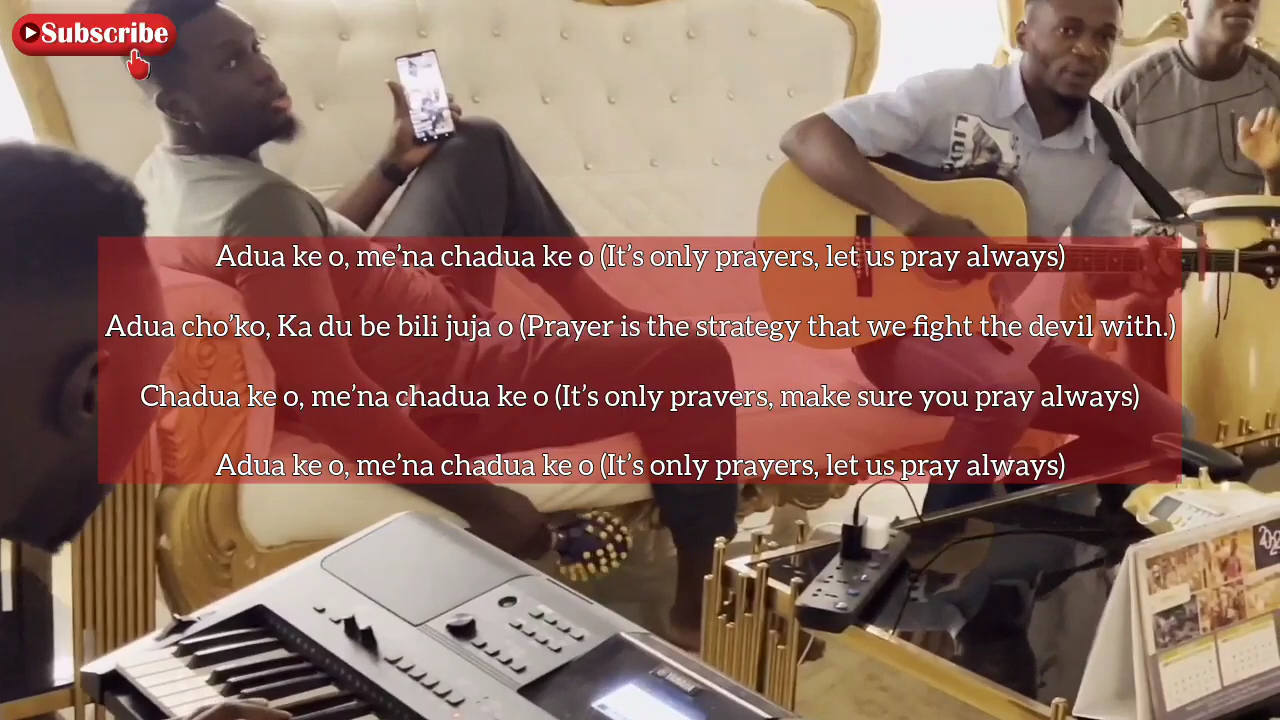 Subscribe
Adua ke o, me’na chadua ke o (It’s only prayers, let us pray always)
Adua cho’ko, Ka du be bili juja o (Prayer is the strategy that we fight the devil with.)
Chadua ke o, me’na chadua ke o (It’s only pravers, make sure you pray always)
Adua ke o, me’na chadua ke o (It’s only prayers, let us pray always)
YAMAHA